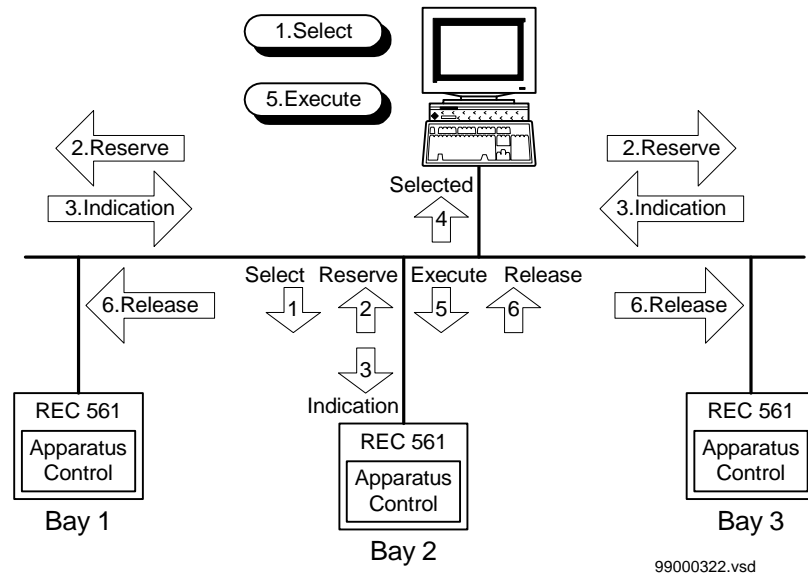 1.Select
5.Execute
2.Reserve
2.Reserve
3.Indication
Selected
3.Indication
4
Select Reserve Execute Release
6.Release
1 2 5 6
6.Release
3
Indication
REC 561
Apparatus
Control
Bay 1
REC 561
Apparatus
Control
Bay 2
REC 561
Apparatus
Control
Bay 3
99000322.vsd